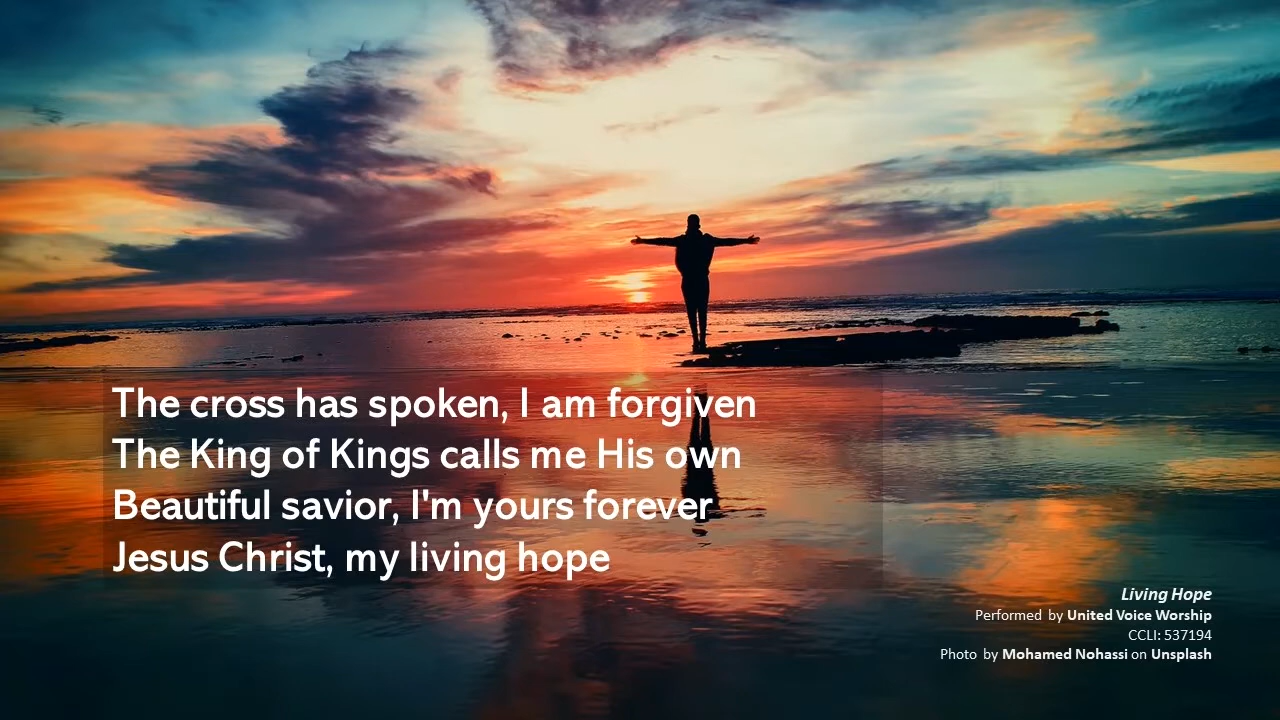 The cross has spoken, I am forgiven
The King of Kings calls me His own
Beautiful savior, I'm yours forever
Jesus Christ, my living hope
Living Hope
Performed by United Voice Worship
CCLI: 537194
Photo by Mohamed Nohassi on Unsplash